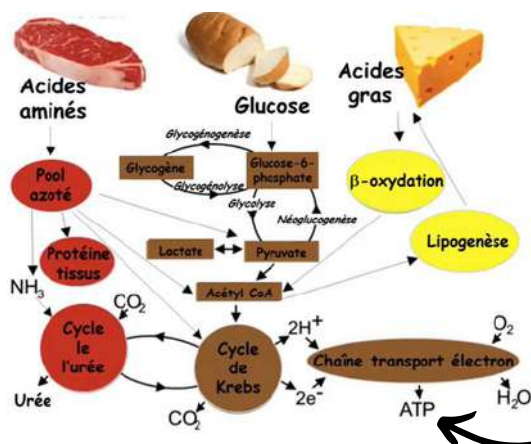 Acides
aminés
Glucose
Acides
gras
Glycogénogenèse
Glycogène
Glucose-6-
phosphate
Glycogénolyse
Glycolyse
Néoglucogenèse
Pool
azoté
β-oxydation
Protéine
tissus
Lactate
Pyruvate
Lipogenèse
NH3
CO2
Acétyl CoA
Cycle
le
l'urée
Cycle
de
Krebs
2H+
2e-
O2
Chaîne transport électron
Urée
CO2
ATP
H2O